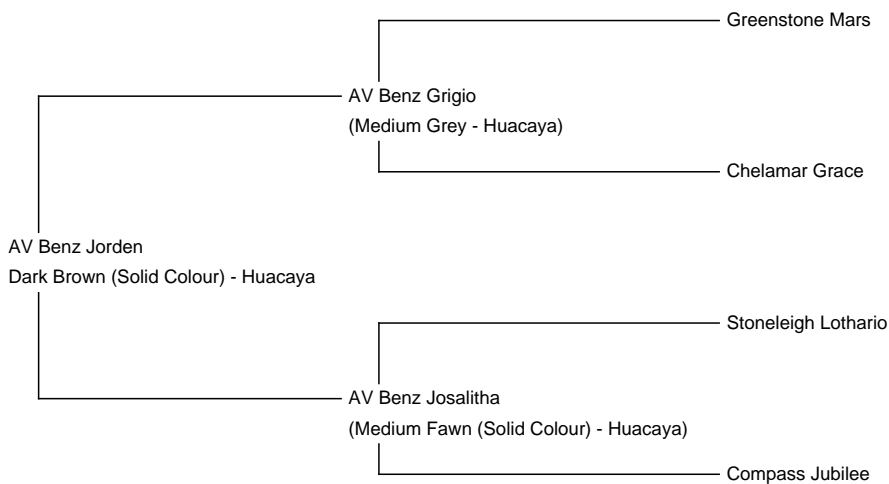 Greenstone Mars
AV Benz Grigio
(Medium Grey - Huacaya)
Chelamar Grace
AV Benz Jorden
Dark Brown (Solid Colour) - Huacaya
Stoneleigh Lothario
AV Benz Josalitha
(Medium Fawn (Solid Colour) - Huacaya)
Compass Jubilee